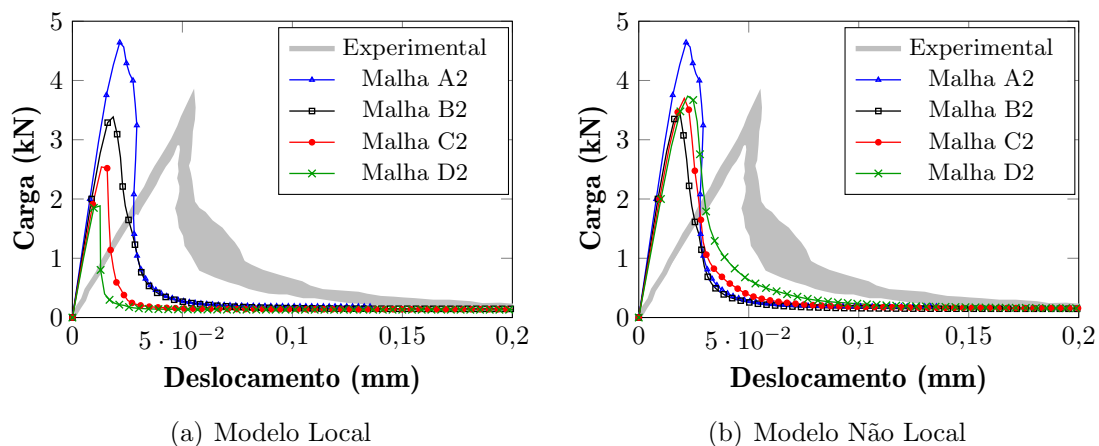 5
4
3
2
1
0
Carga (kN)
0
5 · 10⁻²
0,1
0,15
0,2
Deslocamento (mm)
Experimental
Malha A2
Malha B2
Malha C2
Malha D2
(a) Modelo Local
5
4
3
2
1
0
Carga (kN)
0
5 · 10⁻²
0,1
0,15
0,2
Deslocamento (mm)
Experimental
Malha A2
Malha B2
Malha C2
Malha D2
(b) Modelo Não Local